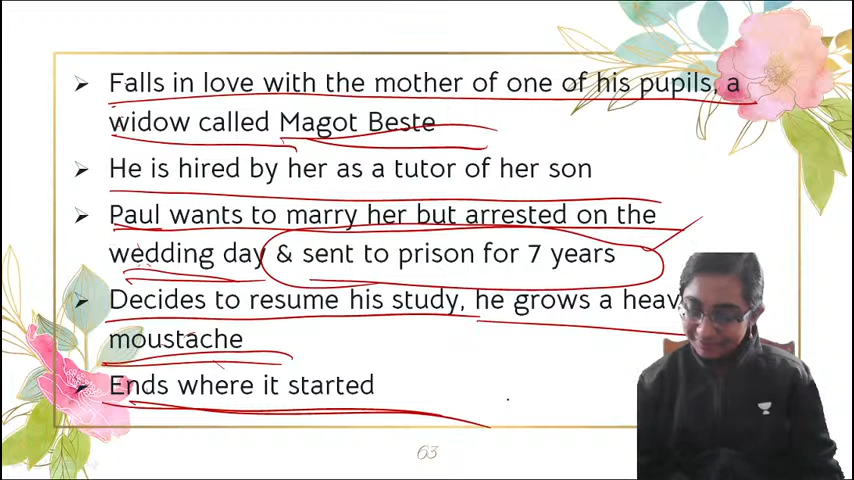 ➢ Falls in love with the mother of one of his pupils, a
widow called Magot Beste
➢ He is hired by her as a tutor of her son
➢ Paul wants to marry her but arrested on the
wedding day & sent to prison for 7 years
➢ Decides to resume his study, he grows a heav
moustache
➢ Ends where it started
63